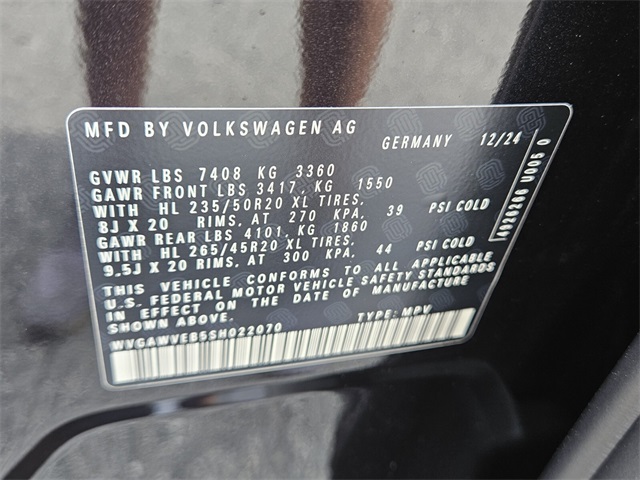 MFD BY VOLKSWAGEN AG GERMANY 12/24
GVWR LBS 7408 KG 3360
GAWR FRONT LBS 3417, KG 1550
WITH HL 235/50R20 XL TIRES,
8J X 20 RIMS, AT 270 KPA, 39 PSI COLD
GAWR REAR LBS 4101, KG 1860
WITH HL 265/45R20 XL TIRES,
9.5J X 20 RIMS, AT 300 KPA, 44 PSI COLD
THIS VEHICLE CONFORMS TO ALL APPLICABLE
U.S. FEDERAL MOTOR VEHICLE SAFETY STANDARDS
IN EFFECT ON THE DATE OF MANUFACTURE
SHOWN ABOVE.
WVGAWVEB5SH022070 TYPE: MPV
U005 0